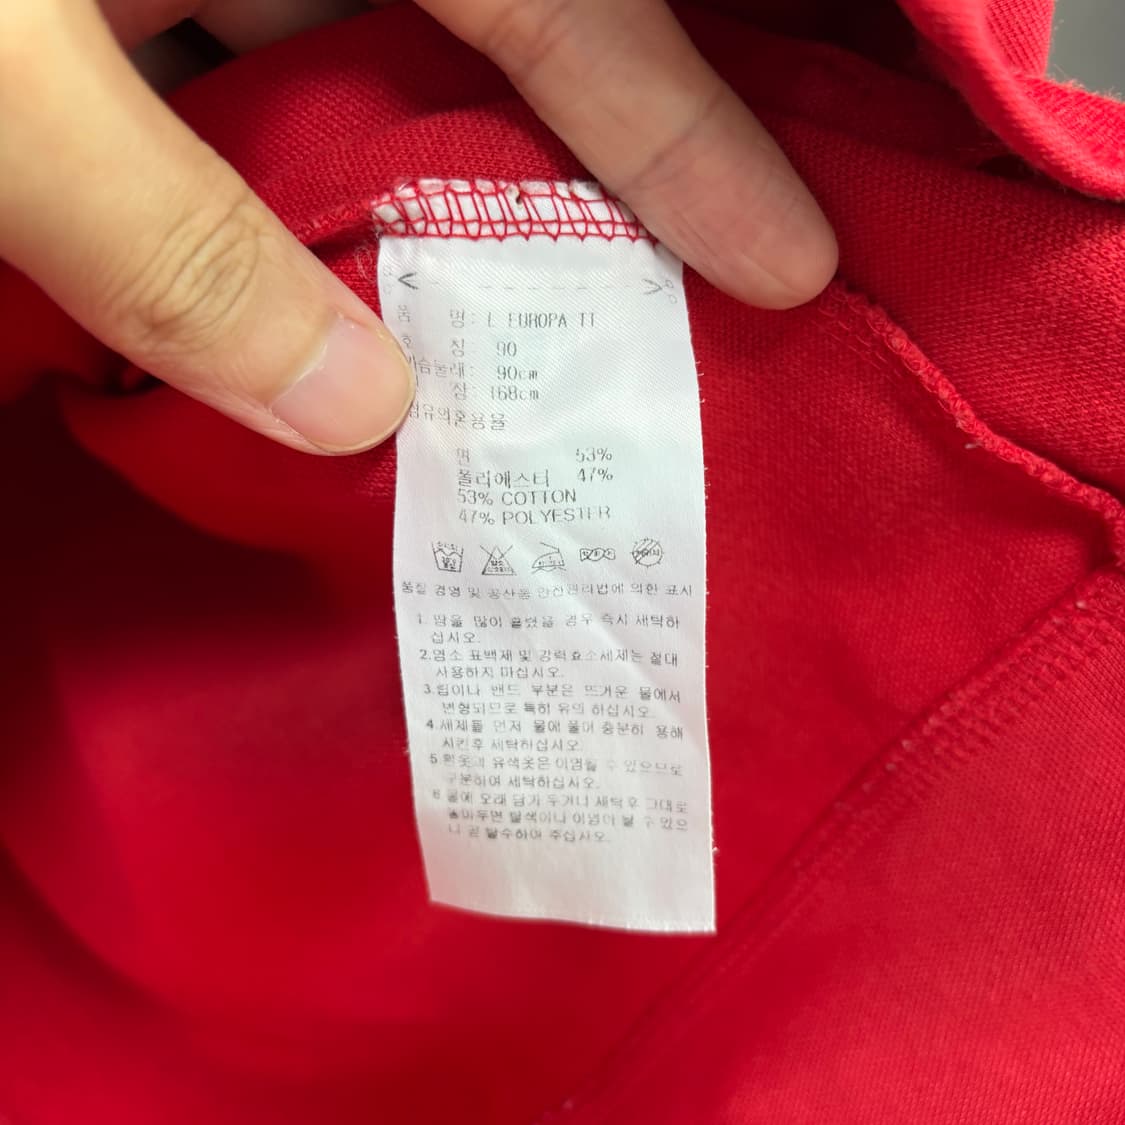 품 명: L EUROPA TT
호 칭 90
가슴둘레: 90cm
장: 168cm
섬유의혼용율
면 53%
폴리에스터 47%
53% COTTON
47% POLYESTER
품질 경영 및 공산품 안전관리법에 의한 표시
1.땀을 많이 흘렸을 경우 즉시 세탁하
십시오.
2.염소 표백제 및 강력효소세제는 절대
사용하지 마십시오.
3.립이나 밴드 부분은 뜨거운 물에서
변형되므로 특히 유의 하십시오.
4.세제를 먼저 물에 풀어 충분히 용해
시킨후 세탁하십시오.
5 흰옷과 유색옷은 이염될 수 있으므로
구분하여 세탁하십시오.
6 물에 오래 담가 두거나 세탁후 그대로
놓아두면 탈색이나 이염이 될 수 있으
니 곧 탈수하여 주십시오.